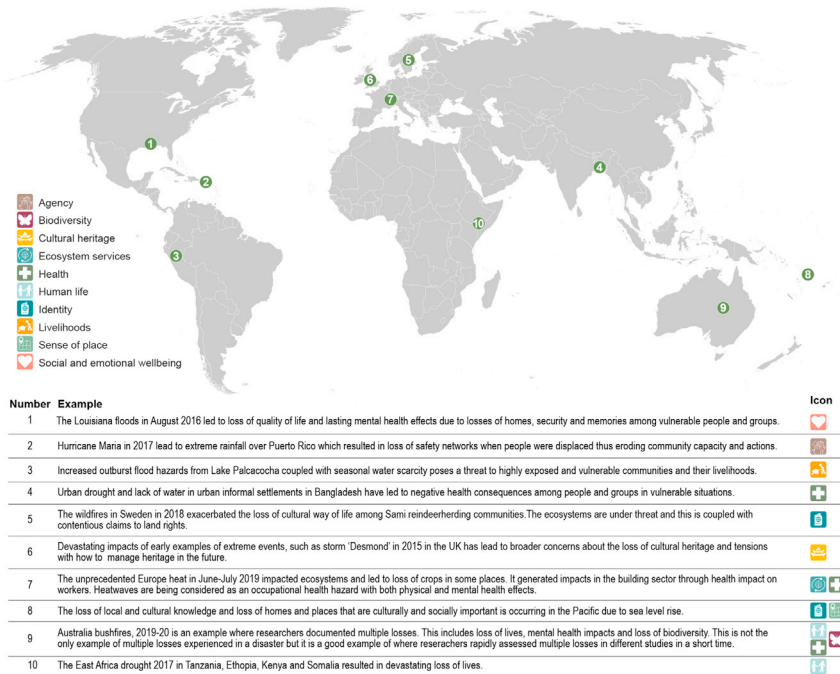 5
6
7
1
2
4
10
3
8
9
Agency
Biodiversity
Cultural heritage
Ecosystem services
Health
Human life
Identity
Livelihoods
Sense of place
Social and emotional wellbeing
Number Example Icon
1 The Louisiana floods in August 2016 led to loss of quality of life and lasting mental health effects due to losses of homes, security and memories among vulnerable people and groups.
2 Hurricane Maria in 2017 lead to extreme rainfall over Puerto Rico which resulted in loss of safety networks when people were displaced thus eroding community capacity and actions.
3 Increased outburst flood hazards from Lake Palcacocha coupled with seasonal water scarcity poses a threat to highly exposed and vulnerable communities and their livelihoods.
4 Urban drought and lack of water in urban informal settlements in Bangladesh have led to negative health consequences among people and groups in vulnerable situations.
5 The wildfires in Sweden in 2018 exacerbated the loss of cultural way of life among Sami reindeerherding communities.The ecosystems are under threat and this is coupled with
contentious claims to land rights.
6 Devastating impacts of early examples of extreme events, such as storm 'Desmond' in 2015 in the UK has lead to broader concerns about the loss of cultural heritage and tensions
with how to manage heritage in the future.
7 The unprecedented Europe heat in June-July 2019 impacted ecosystems and led to loss of crops in some places. It generated impacts in the building sector through health impact on
workers. Heatwaves are being considered as an occupational health hazard with both physical and mental health effects.
8 The loss of local and cultural knowledge and loss of homes and places that are culturally and socially important is occurring in the Pacific due to sea level rise.
9 Australia bushfires, 2019-20 is an example where researchers documented multiple losses. This includes loss of lives, mental health impacts and loss of biodiversity. This is not the
only example of multiple losses experienced in a disaster but it is a good example of where reserachers rapidly assessed multiple losses in different studies in a short time.
10 The East Africa drought 2017 in Tanzania, Ethopia, Kenya and Somalia resulted in devastating loss of lives.